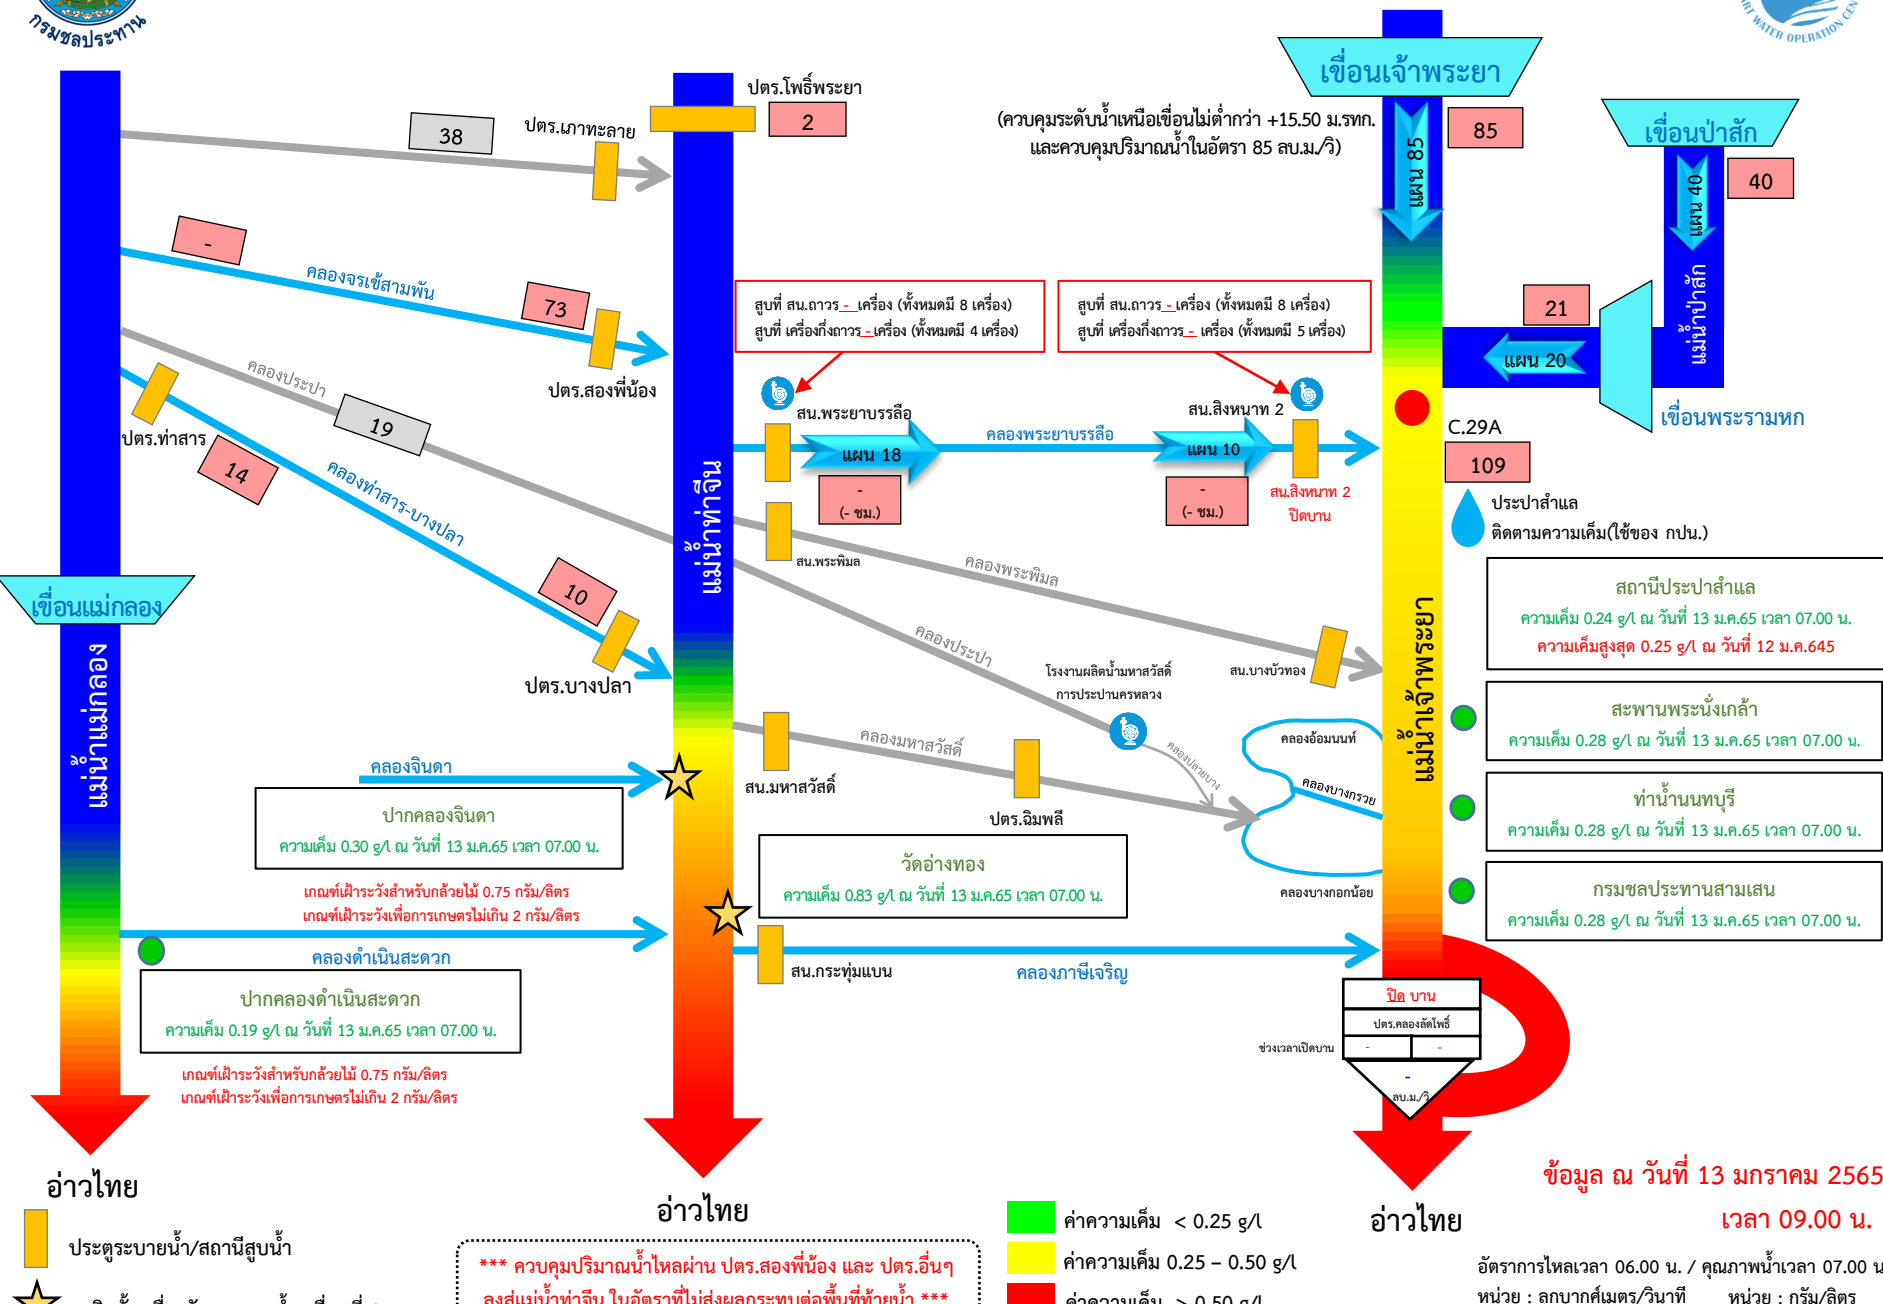 กรมชลประทาน
WATER OPERATION
เขื่อนเจ้าพระยา
(ควบคุมระดับน้ำเหนือเขื่อนไม่ต่ำกว่า +15.50 ม.รทก.
และควบคุมปริมาณน้ำในอัตรา 85 ลบ.ม./วิ)
แผน 85
85
เขื่อนป่าสัก
แผน 40
40
แม่น้ำป่าสัก
21
แผน 20
เขื่อนพระรามหก
ปตร.โพธิ์พระยา
2
38
ปตร.เภาทะลาย
-
คลองจรเข้สามพัน
73
ปตร.สองพี่น้อง
คลองประปา
19
ปตร.ท่าสาร
14
คลองท่าสาร-บางปลา
10
ปตร.บางปลา
สูบที่ สน.ถาวร - เครื่อง (ทั้งหมดมี 8 เครื่อง)
สูบที่ เครื่องกึ่งถาวร - เครื่อง (ทั้งหมดมี 4 เครื่อง)
สูบที่ สน.ถาวร - เครื่อง (ทั้งหมดมี 8 เครื่อง)
สูบที่ เครื่องกึ่งถาวร - เครื่อง (ทั้งหมดมี 5 เครื่อง)
สน.พระยาบรรลือ
แผน 18
-
(- ชม.)
คลองพระยาบรรลือ
สน.สิงหนาท 2
แผน 10
-
(- ชม.)
สน.สิงหนาท 2
ปิดบาน
C.29A
109
ประปาสำแล
ติดตามความเค็ม(ใช้ของ กปน.)
แม่น้ำท่าจีน
สน.พระพิมล
คลองพระพิมล
สน.บางบัวทอง
คลองประปา
โรงงานผลิตน้ำมหาสวัสดิ์
การประปานครหลวง
คลองปลายบาง
เขื่อนแม่กลอง
แม่น้ำแม่กลอง
แม่น้ำเจ้าพระยา
สถานีประปาสำแล
ความเค็ม 0.24 g/l ณ วันที่ 13 ม.ค.65 เวลา 07.00 น.
ความเค็มสูงสุด 0.25 g/l ณ วันที่ 12 ม.ค.645
สะพานพระนั่งเกล้า
ความเค็ม 0.28 g/l ณ วันที่ 13 ม.ค.65 เวลา 07.00 น.
ท่าน้ำนนทบุรี
ความเค็ม 0.28 g/l ณ วันที่ 13 ม.ค.65 เวลา 07.00 น.
กรมชลประทานสามเสน
ความเค็ม 0.28 g/l ณ วันที่ 13 ม.ค.65 เวลา 07.00 น.
คลองอ้อมนนท์
คลองบางกรวย
คลองบางกอกน้อย
สน.มหาสวัสดิ์
คลองมหาสวัสดิ์
ปตร.ฉิมพลี
คลองจินดา
ปากคลองจินดา
ความเค็ม 0.30 g/l ณ วันที่ 13 ม.ค.65 เวลา 07.00 น.
เกณฑ์เฝ้าระวังสำหรับกล้วยไม้ 0.75 กรัม/ลิตร
เกณฑ์เฝ้าระวังเพื่อการเกษตรไม่เกิน 2 กรัม/ลิตร
วัดอ่างทอง
ความเค็ม 0.83 g/l ณ วันที่ 13 ม.ค.65 เวลา 07.00 น.
คลองดำเนินสะดวก
ปากคลองดำเนินสะดวก
ความเค็ม 0.19 g/l ณ วันที่ 13 ม.ค.65 เวลา 07.00 น.
เกณฑ์เฝ้าระวังสำหรับกล้วยไม้ 0.75 กรัม/ลิตร
เกณฑ์เฝ้าระวังเพื่อการเกษตรไม่เกิน 2 กรัม/ลิตร
สน.กระทุ่มแบน
คลองภาษีเจริญ
ปิด บาน
ปตร.คลองลัดโพธิ์
ช่วงเวลาเปิดบาน
-
-
-
ลบ.ม./วิ
อ่าวไทย
อ่าวไทย
อ่าวไทย
ข้อมูล ณ วันที่ 13 มกราคม 2565
เวลา 09.00 น.
อัตราการไหลเวลา 06.00 น. / คุณภาพน้ำเวลา 07.00 น
หน่วย : ลูกบาศก์เมตร/วินาที หน่วย : กรัม/ลิตร
ประตูระบายน้ำ/สถานีสูบน้ำ
*** ควบคุมปริมาณน้ำไหลผ่าน ปตร.สองพี่น้อง และ ปตร.อื่นๆ
ลงสู่แม่น้ำท่าจีน ในอัตราที่ไม่ส่งผลกระทบต่อพื้นที่ท้ายน้ำ ***
ค่าความเค็ม < 0.25 g/l
ค่าความเค็ม 0.25 – 0.50 g/l
ค่าความเค็ม > 0.50 g/l